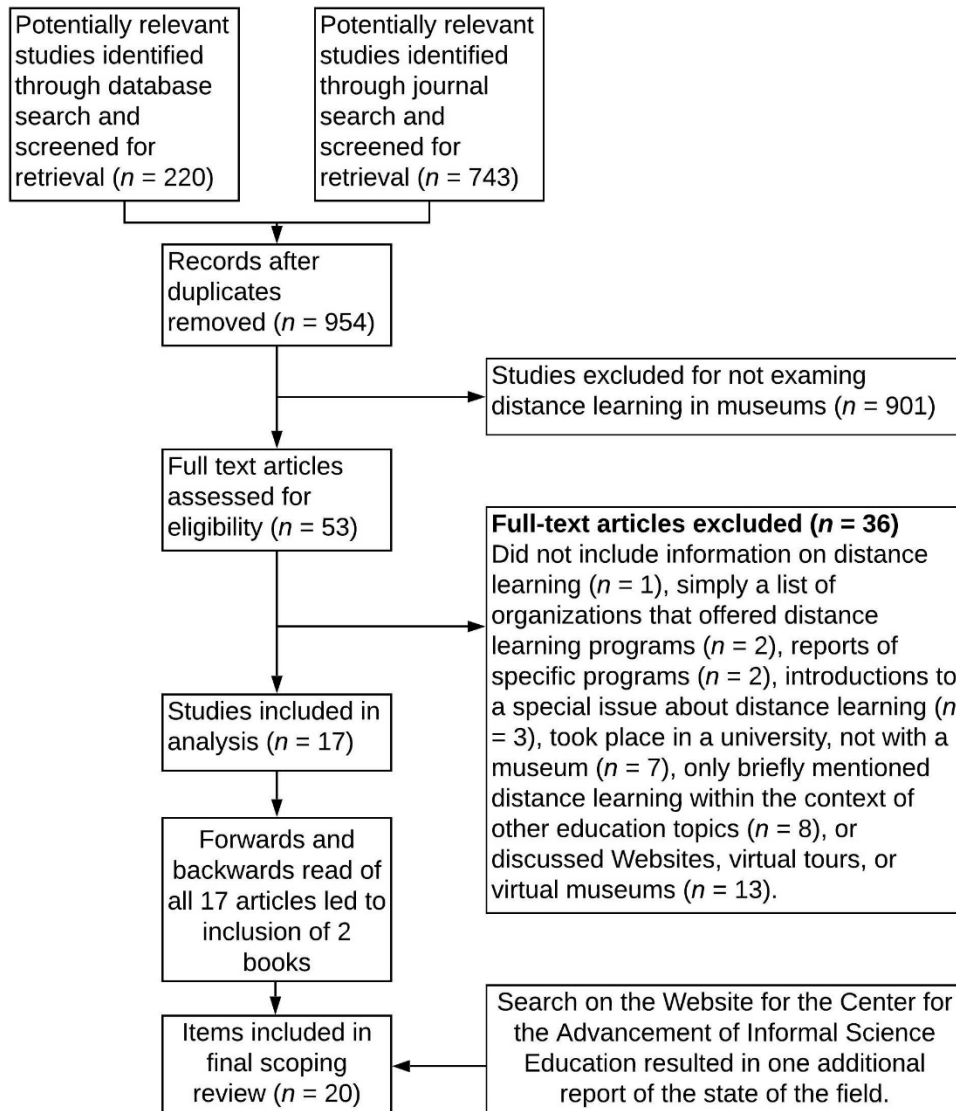 Potentially relevant
studies identified
through database
search and
screened for
retrieval (n = 220)
Potentially relevant
studies identified
through journal
search and
screened for
retrieval (n = 743)
Records after
duplicates
removed (n = 954)
Studies excluded for not examing
distance learning in museums (n = 901)
Full text articles
assessed for
eligibility (n = 53)
Full-text articles excluded (n = 36)
Did not include information on distance
learning (n = 1), simply a list of
organizations that offered distance
learning programs (n = 2), reports of
specific programs (n = 2), introductions to
a special issue about distance learning (n
= 3), took place in a university, not with a
museum (n = 7), only briefly mentioned
distance learning within the context of
other education topics (n = 8), or
discussed Websites, virtual tours, or
virtual museums (n = 13).
Studies included in
analysis (n = 17)
Forwards and
backwards read of
all 17 articles led to
inclusion of 2
books
Items included in
final scoping
review (n = 20)
Search on the Website for the Center for
the Advancement of Informal Science
Education resulted in one additional
report of the state of the field.